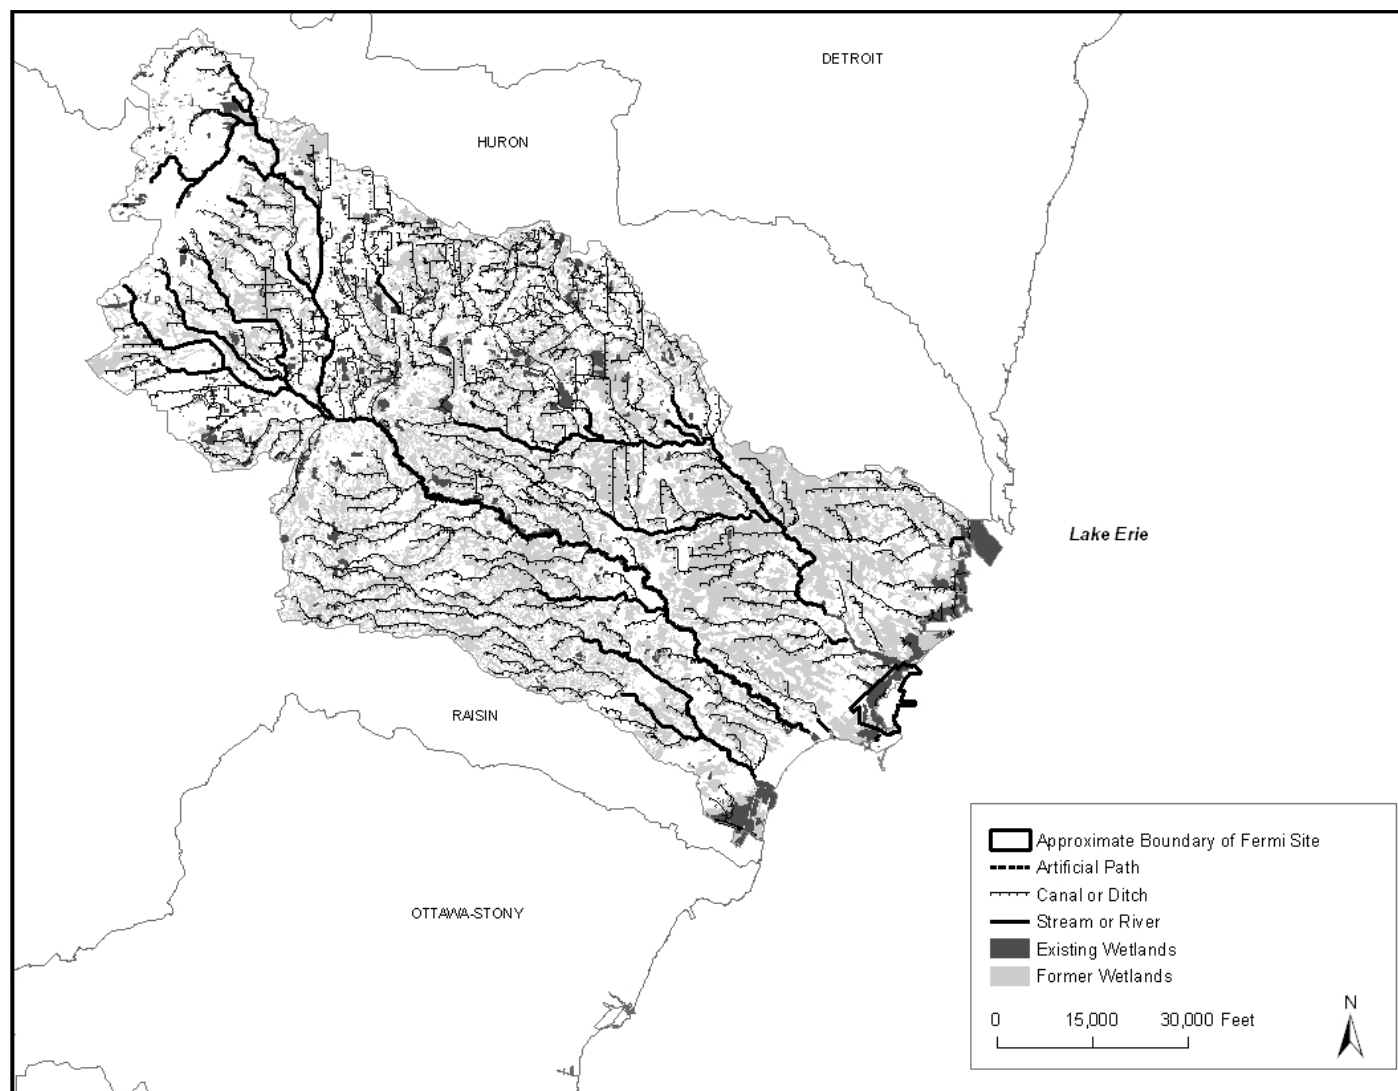 DETROIT
HURON
Lake Erie
RAISIN
OTTAWA-STONY
Approximate Boundary of Fermi Site
Artificial Path
Canal or Ditch
Stream or River
Existing Wetlands
Former Wetlands
N
0 15,000 30,000 Feet